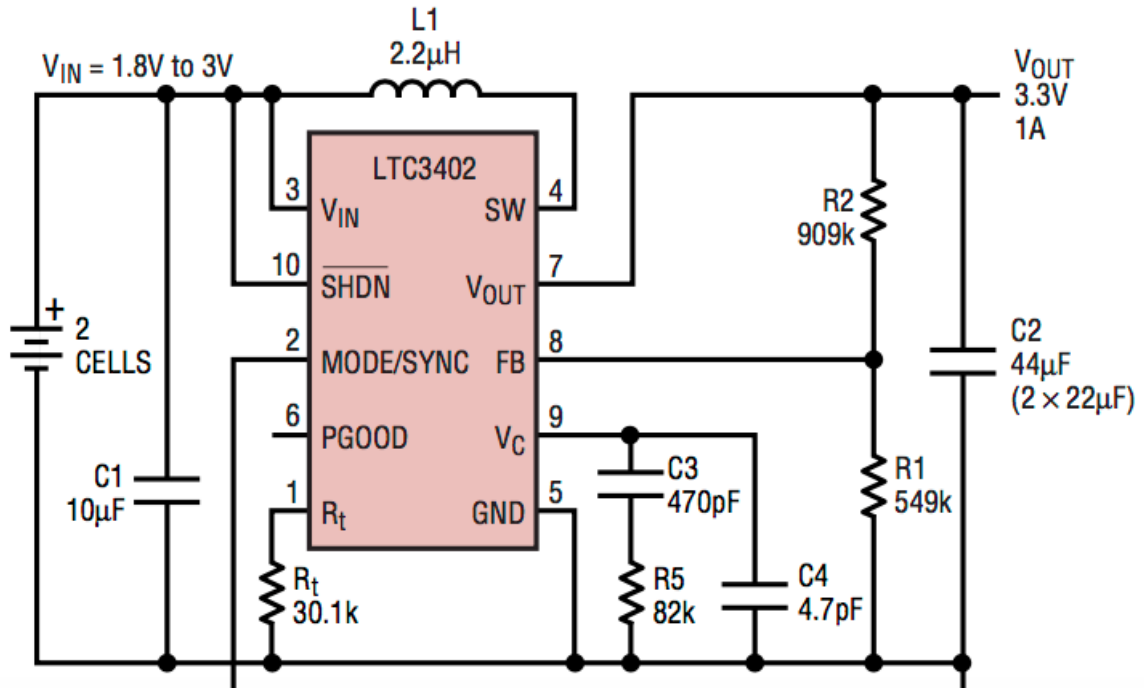 L1
2.2μH
VIN = 1.8V to 3V
VOUT
3.3V
1A
LTC3402
3
VIN
SW
4
10
SHDN
VOUT
7
2
MODE/SYNC
FB
8
6
PGOOD
VC
9
1
Rt
GND
5
+
2
CELLS
C1
10μF
Rt
30.1k
C3
470pF
R5
82k
C4
4.7pF
R2
909k
R1
549k
C2
44μF
(2 × 22μF)